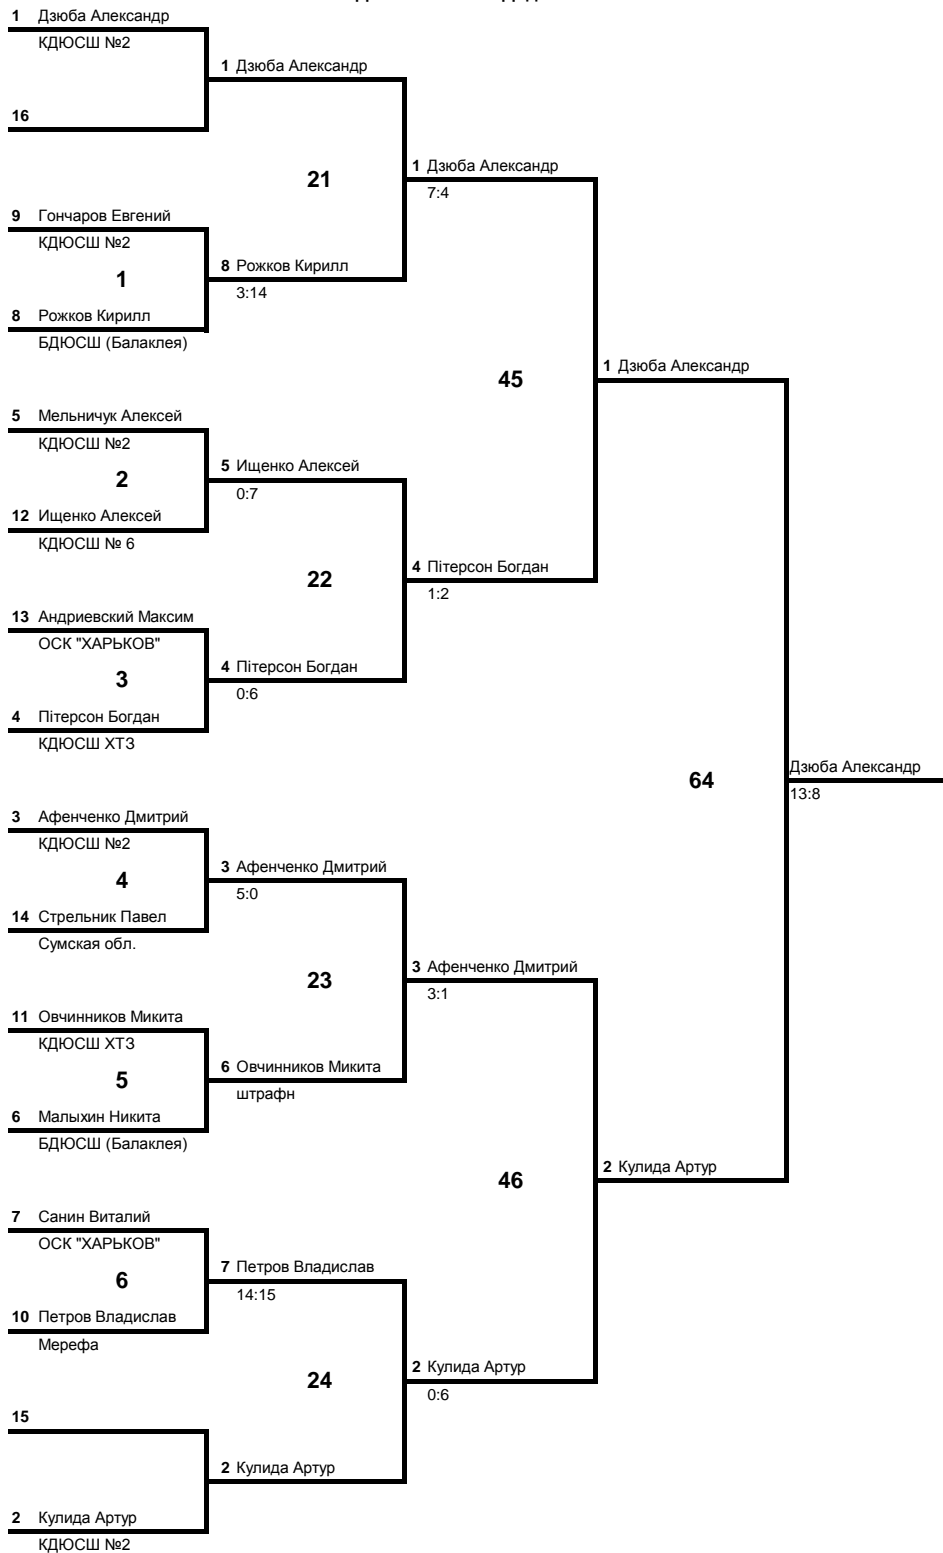 1 Дзюба Александр
КДЮСШ №2
1 Дзюба Александр
16
21
1 Дзюба Александр
7:4
9 Гончаров Евгений
КДЮСШ №2
1
8 Рожков Кирилл
3:14
8 Рожков Кирилл
БДЮСШ (Балаклея)
45
1 Дзюба Александр
5 Мельничук Алексей
КДЮСШ №2
2
5 Ищенко Алексей
0:7
12 Ищенко Алексей
КДЮСШ № 6
22
4 Пітерсон Богдан
1:2
13 Андриевский Максим
ОСК "ХАРЬКОВ"
3
4 Пітерсон Богдан
0:6
4 Пітерсон Богдан
КДЮСШ ХТЗ
64
Дзюба Александр
13:8
3 Афенченко Дмитрий
КДЮСШ №2
4
3 Афенченко Дмитрий
5:0
14 Стрельник Павел
Сумская обл.
23
3 Афенченко Дмитрий
3:1
11 Овчинников Микита
КДЮСШ ХТЗ
5
6 Овчинников Микита
штрафн
6 Малыхин Никита
БДЮСШ (Балаклея)
46
2 Кулида Артур
7 Санин Виталий
ОСК "ХАРЬКОВ"
6
7 Петров Владислав
14:15
10 Петров Владислав
Мерефа
24
2 Кулида Артур
0:6
15
2 Кулида Артур
2 Кулида Артур
КДЮСШ №2